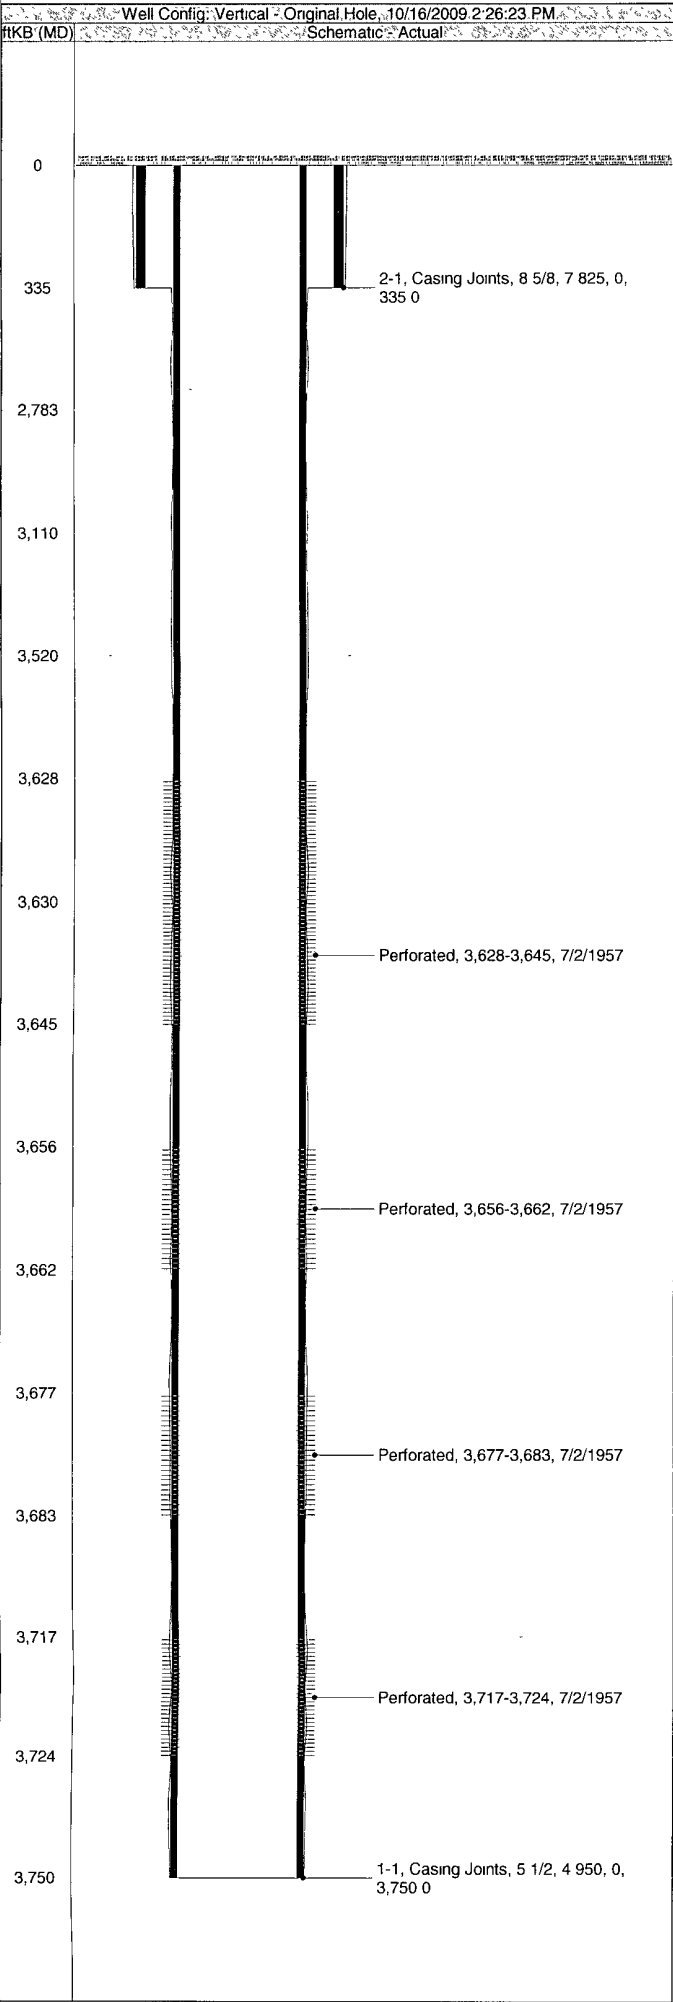 Well Config: Vertical - Original Hole, 10/16/2009 2:26:23 PM
ftKB (MD)
Schematic - Actual
0
335
2-1, Casing Joints, 8 5/8, 7 825, 0,
335 0
2,783
3,110
3,520
3,628
3,630
Perforated, 3,628-3,645, 7/2/1957
3,645
3,656
Perforated, 3,656-3,662, 7/2/1957
3,662
3,677
Perforated, 3,677-3,683, 7/2/1957
3,683
3,717
Perforated, 3,717-3,724, 7/2/1957
3,724
3,750
1-1, Casing Joints, 5 1/2, 4 950, 0,
3,750 0